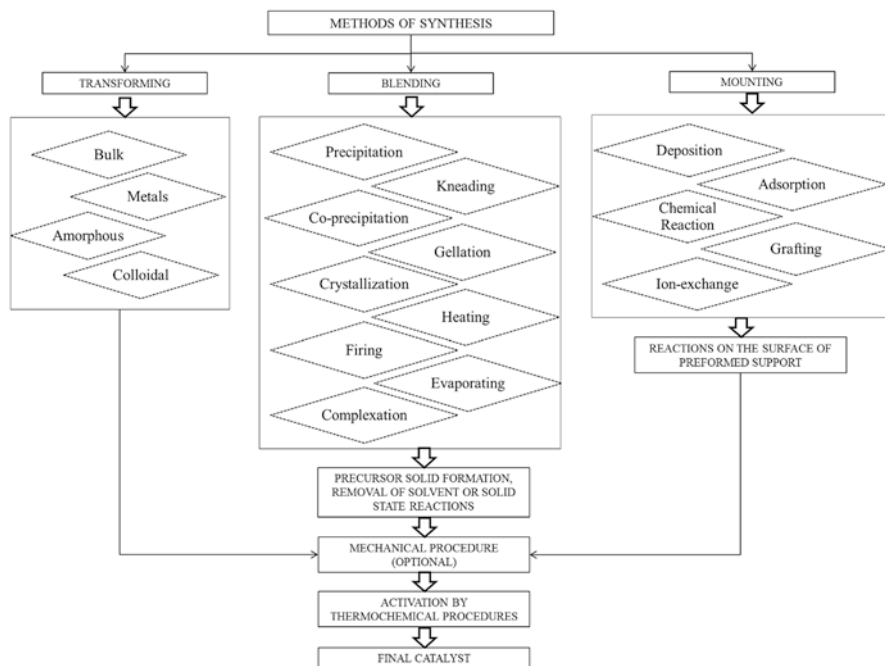 METHODS OF SYNTHESIS
TRANSFORMING
Bulk
Metals
Amorphous
Colloidal
BLENDING
Precipitation
Kneading
Co-precipitation
Gellation
Crystallization
Heating
Firing
Evaporating
Complexation
MOUNTING
Deposition
Adsorption
Chemical
Reaction
Grafting
Ion-exchange
REACTIONS ON THE SURFACE OF
PREFORMED SUPPORT
PRECURSOR SOLID FORMATION,
REMOVAL OF SOLVENT OR SOLID
STATE REACTIONS
MECHANICAL PROCEDURE
(OPTIONAL)
ACTIVATION BY
THERMOCHEMICAL PROCEDURES
FINAL CATALYST